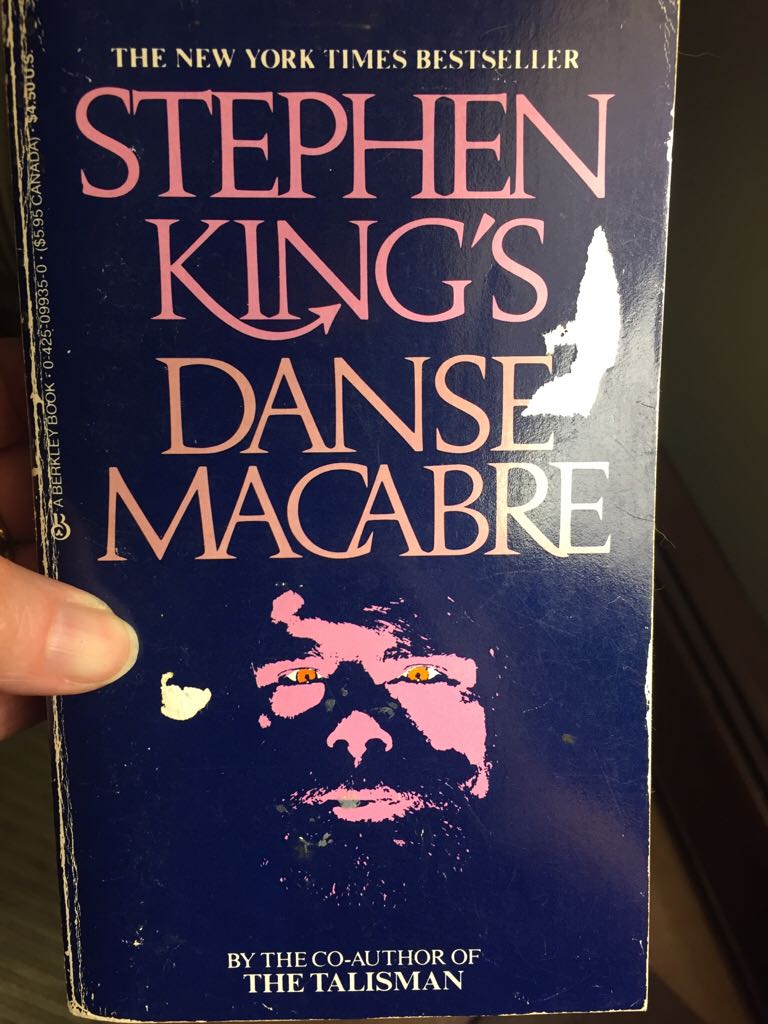 THE NEW YORK TIMES BESTSELLER
STEPHEN
KING'S
DANSE
MACABRE
BY THE CO-AUTHOR OF
THE TALISMAN
A BERKLEY BOOK · 0-425-09935-0 · ($5.95 CANADA) · $4.50 U.S